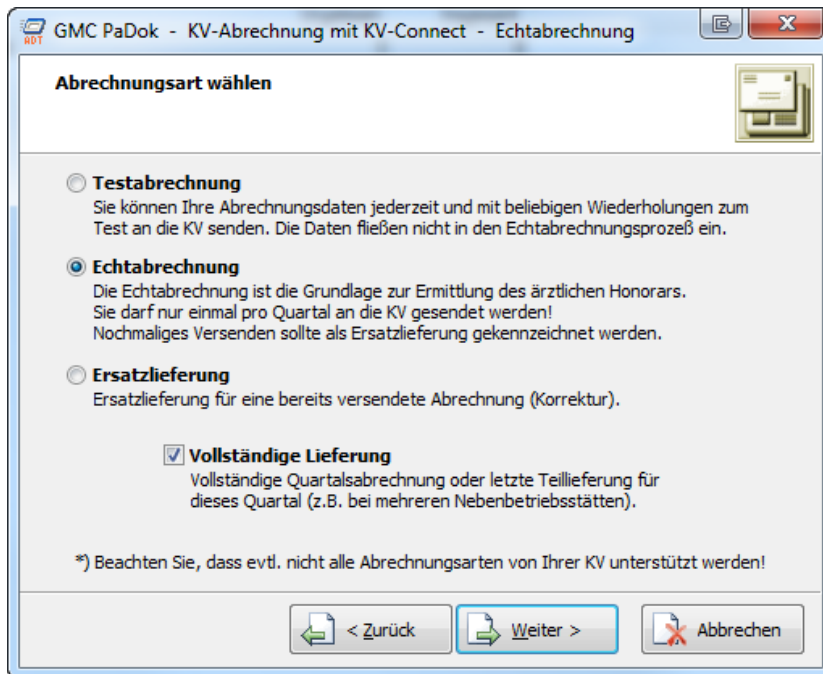 GMC PaDok - KV-Abrechnung mit KV-Connect - Echtabrechnung
ADT
Abrechnungsart wählen
Testabrechnung
Sie können Ihre Abrechnungsdaten jederzeit und mit beliebigen Wiederholungen zum
Test an die KV senden. Die Daten fließen nicht in den Echtabrechnungsprozeß ein.
Echtabrechnung
Die Echtabrechnung ist die Grundlage zur Ermittlung des ärztlichen Honorars.
Sie darf nur einmal pro Quartal an die KV gesendet werden!
Nochmaliges Versenden sollte als Ersatzlieferung gekennzeichnet werden.
Ersatzlieferung
Ersatzlieferung für eine bereits versendete Abrechnung (Korrektur).
Vollständige Lieferung
Vollständige Quartalsabrechnung oder letzte Teillieferung für
dieses Quartal (z.B. bei mehreren Nebenbetriebsstätten).
*) Beachten Sie, dass evtl. nicht alle Abrechnungsarten von Ihrer KV unterstützt werden!
< Zurück
Weiter >
Abbrechen